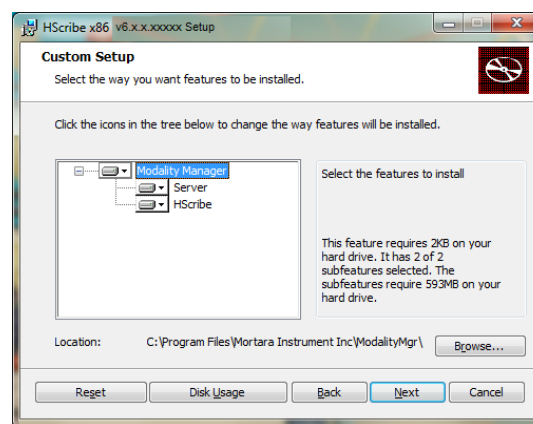 HScribe x86 v6.x.x.xxxxx Setup
Custom Setup
Select the way you want features to be installed.
Click the icons in the tree below to change the way features will be installed.
Modality Manager
Server
HScribe
Select the features to install
This feature requires 2KB on your
hard drive. It has 2 of 2
subfeatures selected. The
subfeatures require 593MB on your
hard drive.
Location: C:\Program Files\Mortara Instrument Inc\ModalityMgr\ Browse...
Reset Disk Usage Back Next Cancel